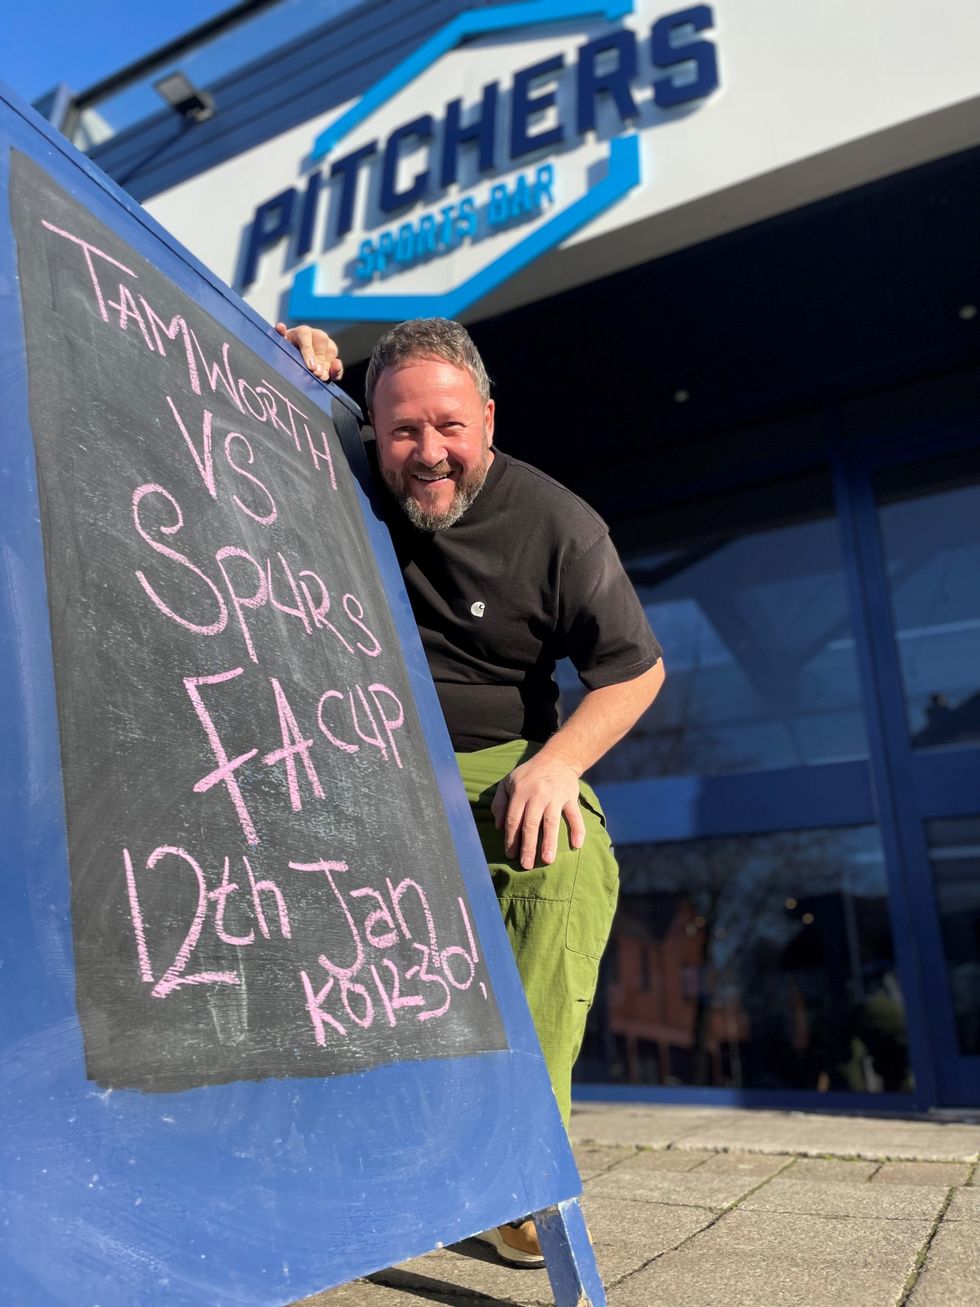 PITCHERS
SPORTS BAR
TAMWORTH
VS
SPURS
FA CUP
12th Jan
KO 12-30!